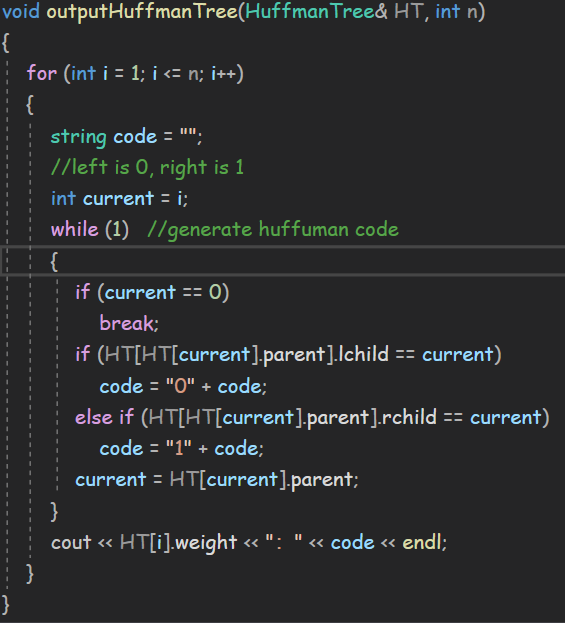 void outputHuffmanTree(HuffmanTree& HT, int n)
{
for (int i = 1; i <= n; i++)
{
string code = "";
//left is 0, right is 1
int current = i;
while (1) //generate huffuman code
{
if (current == 0)
break;
if (HT[HT[current].parent].lchild == current)
code = "0" + code;
else if (HT[HT[current].parent].rchild == current)
code = "1" + code;
current = HT[current].parent;
}
cout << HT[i].weight << ": " << code << endl;
}
}